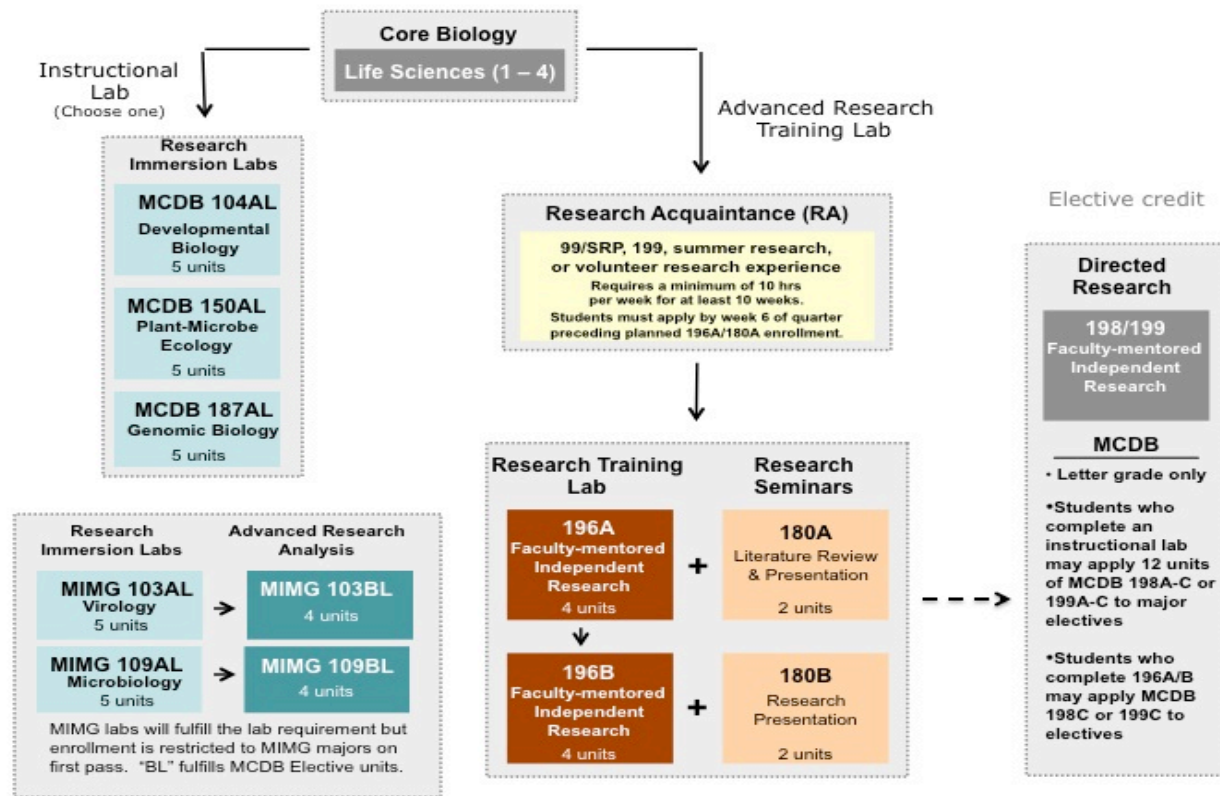 Core Biology
Life Sciences (1 – 4)
Instructional
Lab
(Choose one)
Advanced Research
Training Lab
Research
Immersion Labs
MCDB 104AL
Developmental
Biology
5 units
MCDB 150AL
Plant-Microbe
Ecology
5 units
MCDB 187AL
Genomic Biology
5 units
Research Acquaintance (RA)
99/SRP, 199, summer research,
or volunteer research experience
Requires a minimum of 10 hrs
per week for at least 10 weeks.
Students must apply by week 6 of quarter
preceding planned 196A/180A enrollment.
Research Training
Lab
196A
Faculty-mentored
Independent
Research
4 units
+
Research
Seminars
180A
Literature Review
& Presentation
2 units
196B
Faculty-mentored
Independent
Research
4 units
+
180B
Research
Presentation
2 units
Research
Immersion Labs
Advanced Research
Analysis
MIMG 103AL
Virology
5 units
MIMG 103BL
4 units
MIMG 109AL
Microbiology
5 units
MIMG 109BL
4 units
MIMG labs will fulfill the lab requirement but
enrollment is restricted to MIMG majors on
first pass. “BL” fulfills MCDB Elective units.
Elective credit
Directed
Research
198/199
Faculty-mentored
Independent
Research
MCDB
• Letter grade only
•Students who
complete an
instructional lab
may apply 12 units
of MCDB 198A-C or
199A-C to major
electives
•Students who
complete 196A/B
may apply MCDB
198C or 199C to
electives